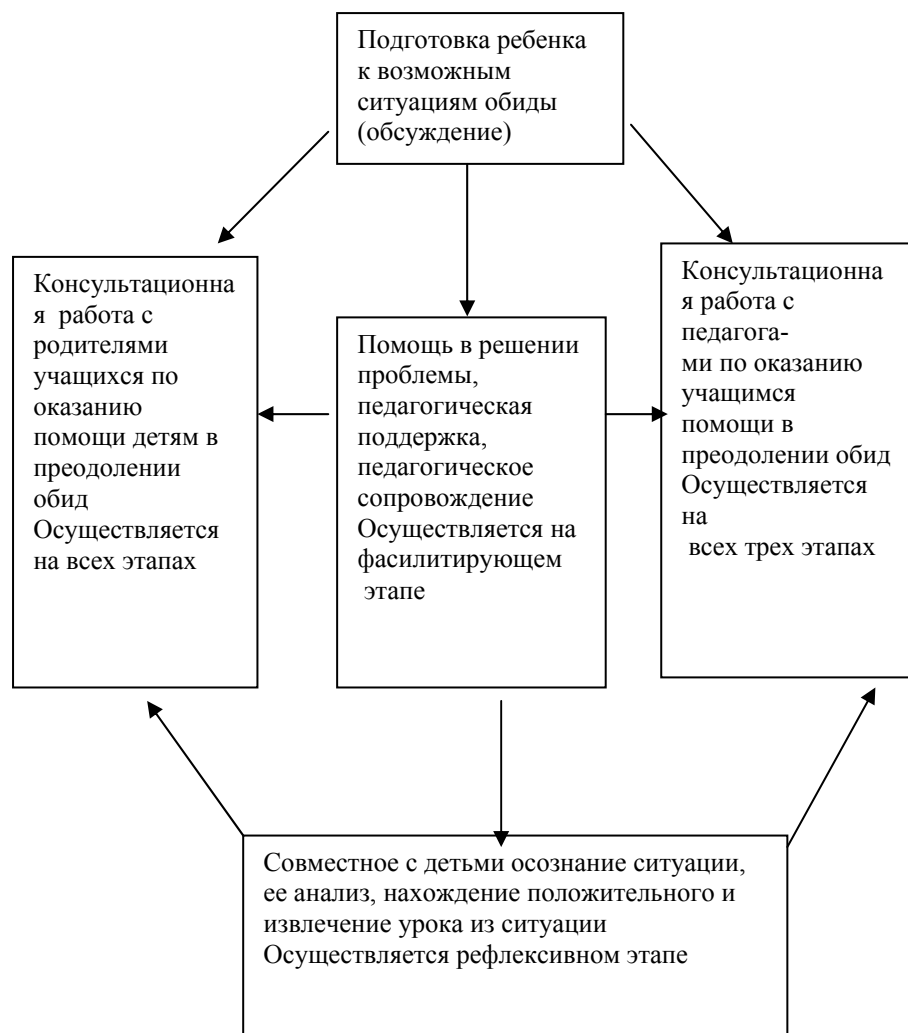 Подготовка ребенка
к возможным
ситуациям обиды
(обсуждение)
Консультационна
я работа с
родителями
учащихся по
оказанию
помощи детям в
преодолении
обид
Осуществляется
на всех этапах
Помощь в решении
проблемы,
педагогическая
поддержка,
педагогическое
сопровождение
Осуществляется на
фасилитирующем
этапе
Консультационна
я работа с
педагога-
ми по оказанию
учащимся
помощи в
преодолении обид
Осуществляется
на
всех трех этапах
Совместное с детьми осознание ситуации,
ее анализ, нахождение положительного и
извлечение урока из ситуации
Осуществляется рефлексивном этапе